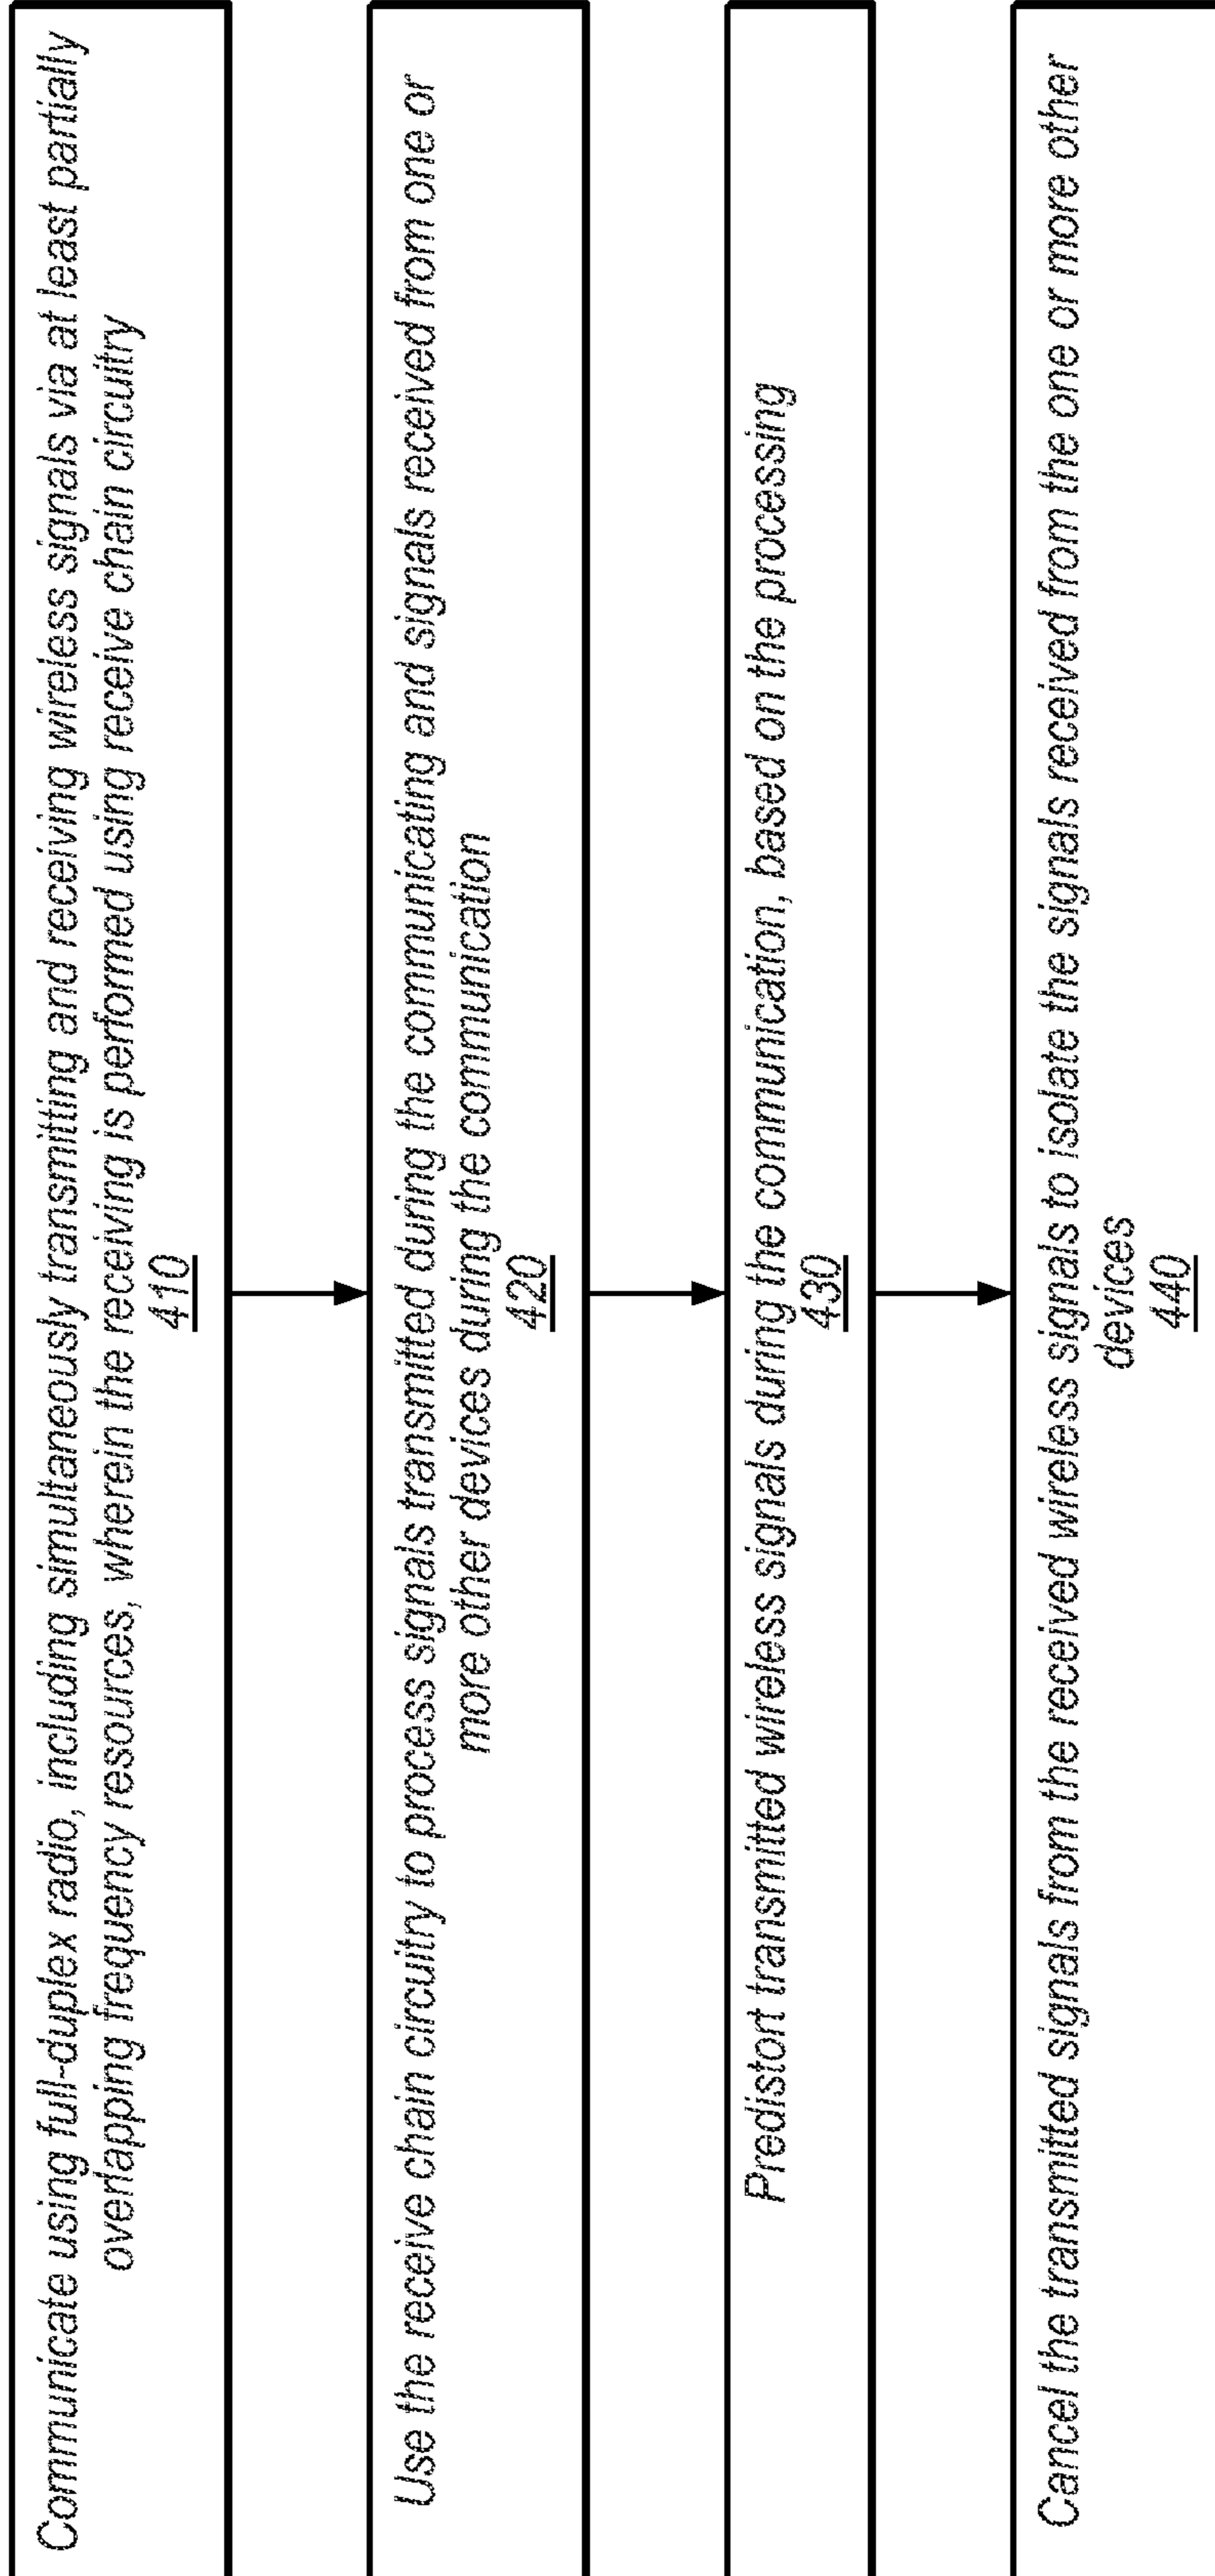 Communicate using full-duplex radio, including simultaneously transmitting and receiving wireless signals via at least partially
overlapping frequency resources, wherein the receiving is performed using receive chain circuitry
410
Use the receive chain circuitry to process signals transmitted during the communicating and signals received from one or
more other devices during the communication
420
Predistort transmitted wireless signals during the communication, based on the processing
430
Cancel the transmitted signals from the received wireless signals to isolate the signals received from the one or more other
devices
440